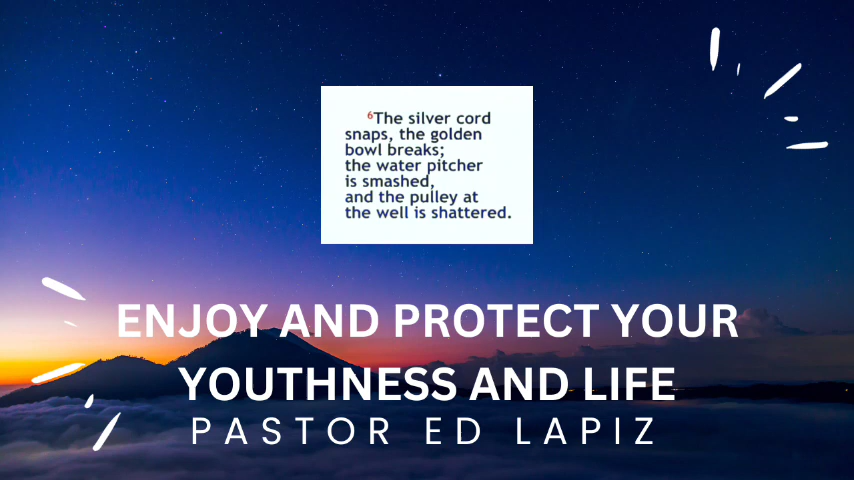 6The silver cord
snaps, the golden
bowl breaks;
the water pitcher
is smashed,
and the pulley at
the well is shattered.
ENJOY AND PROTECT YOUR
YOUTHNESS AND LIFE
PASTOR ED LAPIZ